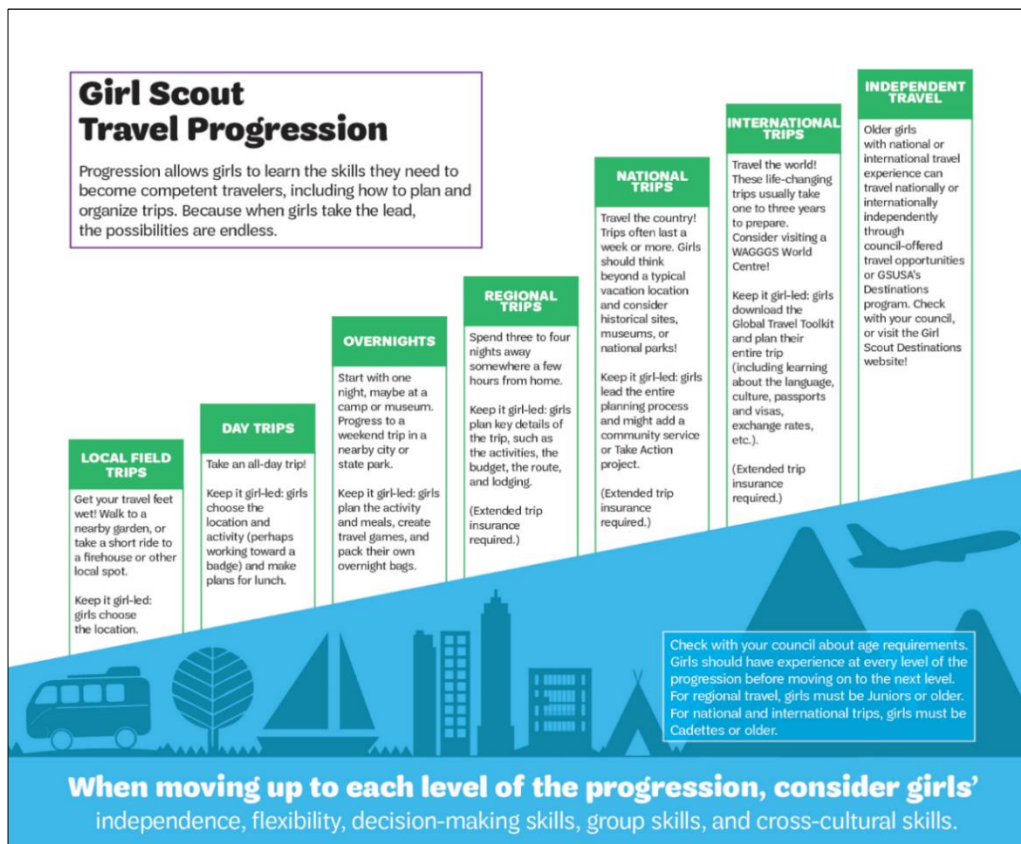 Girl Scout
Travel Progression
Progression allows girls to learn the skills they need to
become competent travelers, including how to plan and
organize trips. Because when girls take the lead,
the possibilities are endless.
LOCAL FIELD
TRIPS
Get your travel feet
wet! Walk to a
nearby garden, or
take a short ride to
a firehouse or other
local spot.
Keep it girl-led:
girls choose
the location.
DAY TRIPS
Take an all-day trip!
Keep it girl-led: girls
choose the
location and
activity (perhaps
working toward a
badge) and make
plans for lunch.
OVERNIGHTS
Start with one
night, maybe at a
camp or museum.
Progress to a
weekend trip in a
nearby city or
state park.
Keep it girl-led: girls
plan the activity
and meals, create
travel games, and
pack their own
overnight bags.
REGIONAL
TRIPS
Spend three to four
nights away
somewhere a few
hours from home.
Keep it girl-led: girls
plan key details of
the trip, such as
the activities, the
budget, the route,
and lodging.
(Extended trip
insurance
required.)
NATIONAL
TRIPS
Travel the country!
Trips often last a
week or more. Girls
should think
beyond a typical
vacation location
and consider
historical sites,
museums, or
national parks!
Keep it girl-led: girls
lead the entire
planning process
and might add a
community service
or Take Action
project.
(Extended trip
insurance
required.)
INTERNATIONAL
TRIPS
Travel the world!
These life-changing
trips usually take
one to three years
to prepare.
Consider visiting a
WAGGGS World
Centre!
Keep it girl-led: girls
download the
Global Travel Toolkit
and plan their
entire trip
(including learning
about the language,
culture, passports
and visas,
exchange rates,
etc.).
(Extended trip
insurance
required.)
INDEPENDENT
TRAVEL
Older girls
with national or
international travel
experience can
travel nationally or
internationally
independently
through
council-offered
travel opportunities
or GSUSA's
Destinations
program. Check
with your council,
or visit the Girl
Scout Destinations
website!
Check with your council about age requirements.
Girls should have experience at every level of the
progression before moving on to the next level.
For regional travel, girls must be Juniors or older.
For national and international trips, girls must be
Cadettes or older.
When moving up to each level of the progression, consider girls'
independence, flexibility, decision-making skills, group skills, and cross-cultural skills.